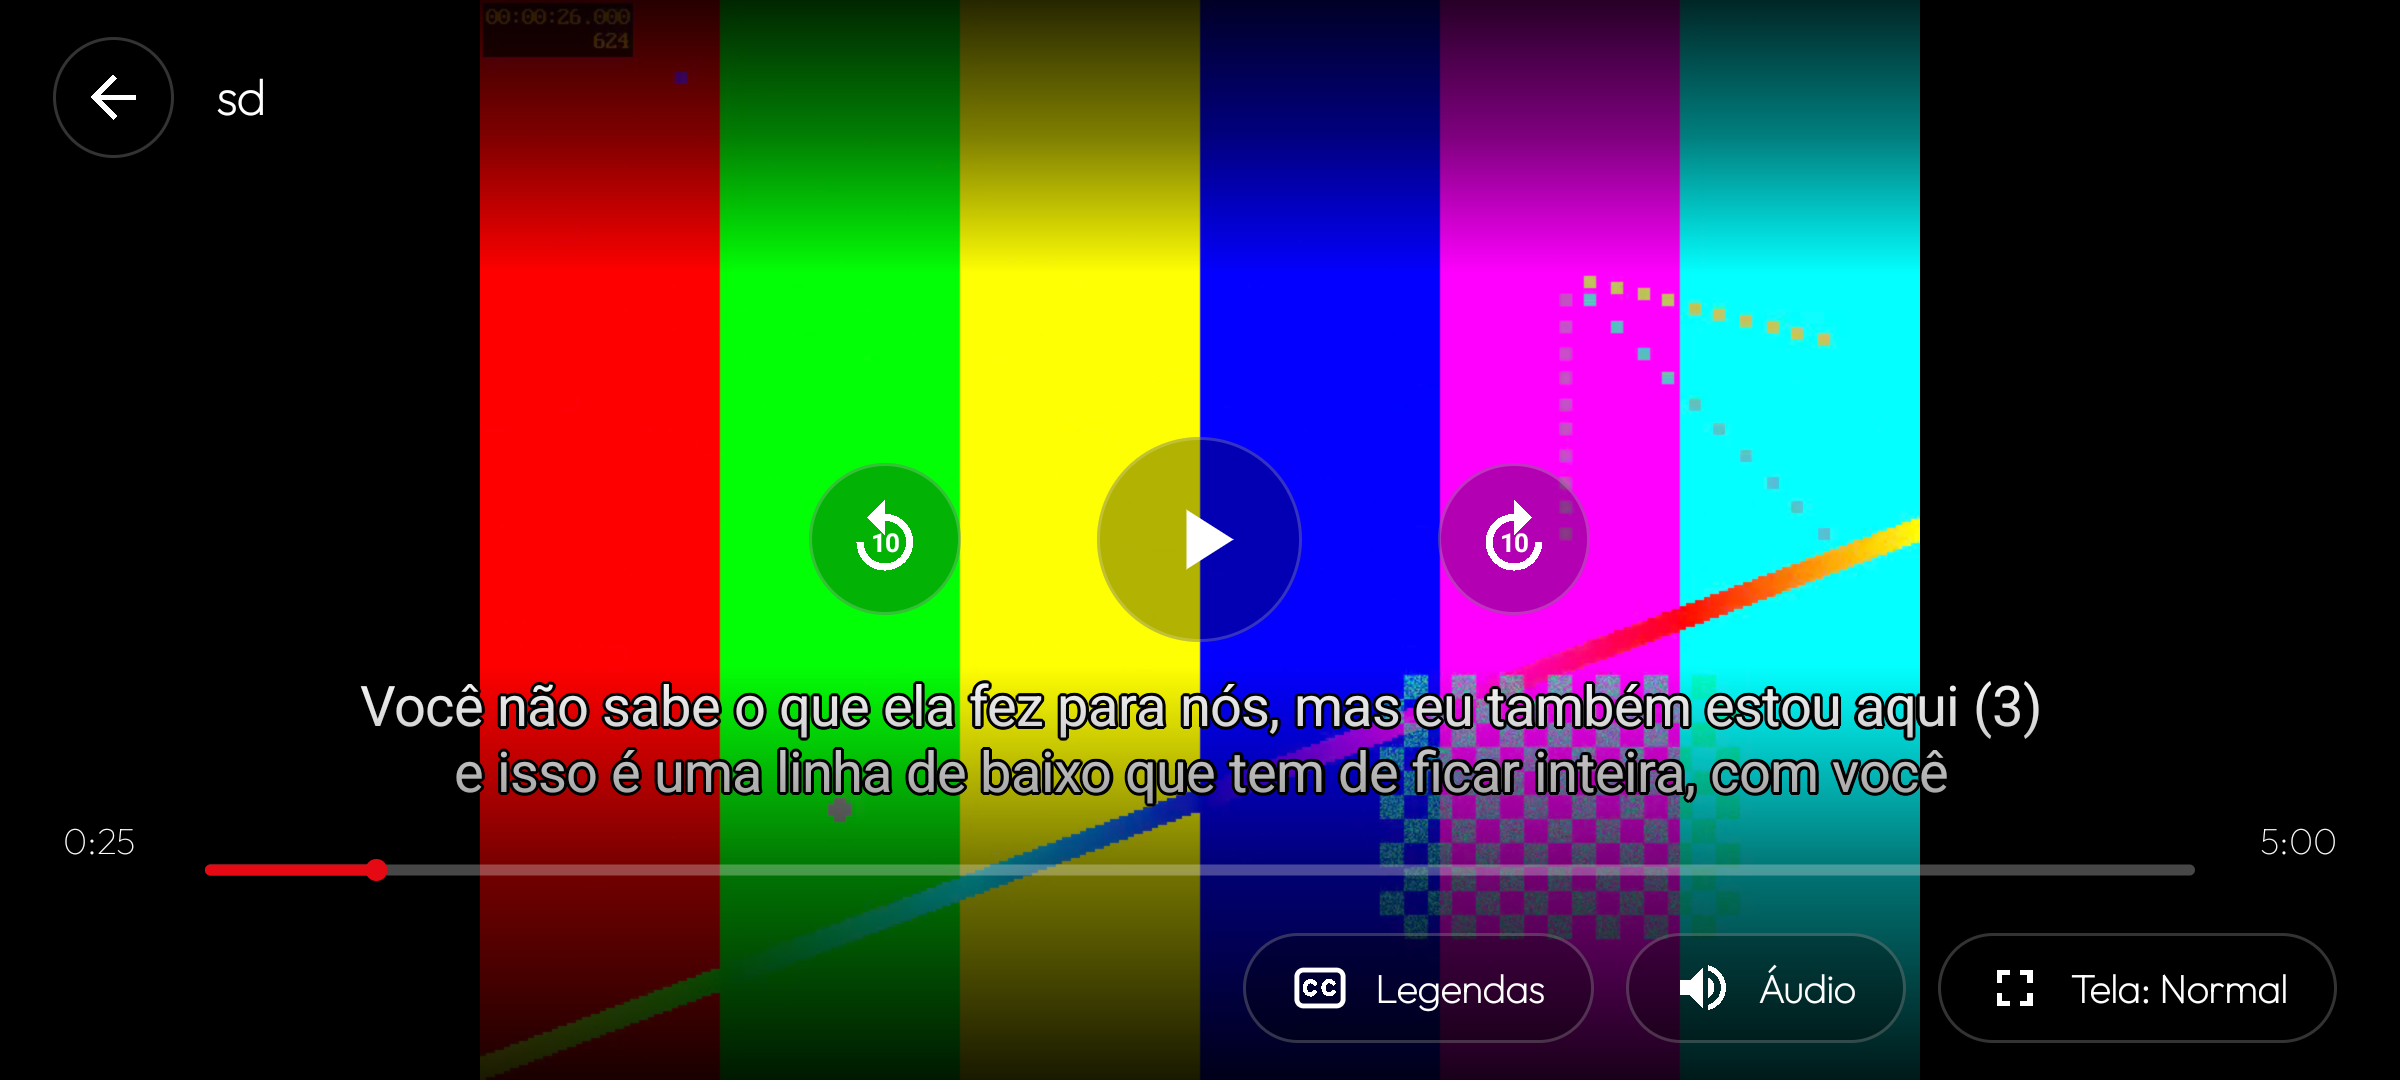 00:00:26.000
624
sd
10
10
Você não sabe o que ela fez para nós, mas eu também estou aqui (3)
e isso é uma linha de baixo que tem de ficar inteira, com você
0:25
5:00
CC Legendas
Áudio
Tela: Normal